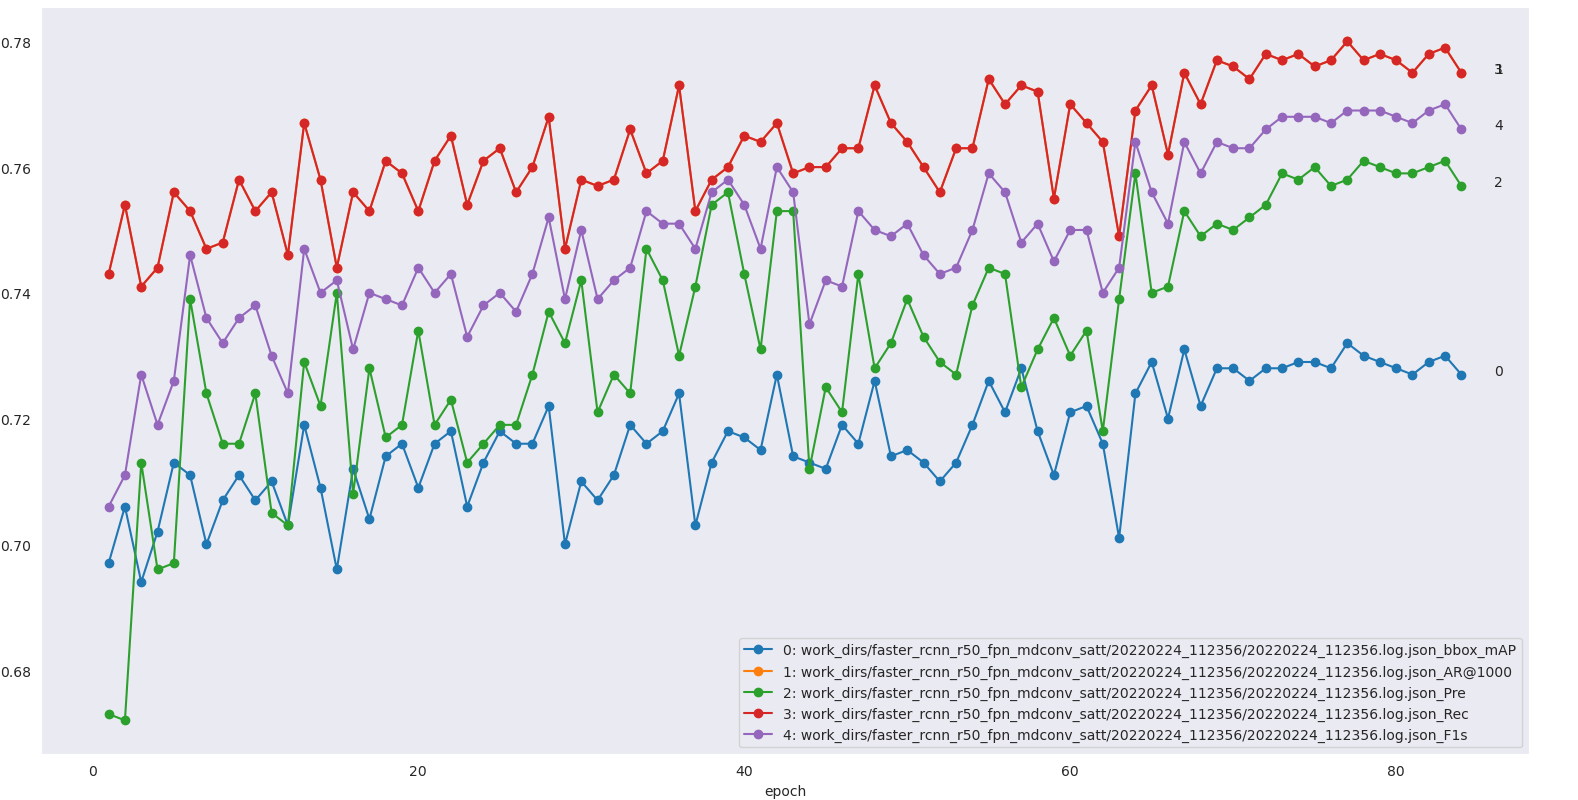 0.78
0.76
0.74
0.72
0.70
0.68
4
2
0
0: work_dirs/faster_rcnn_r50_fpn_mdconv_satt/20220224_112356/20220224_112356.log.json_bbox_mAP
1: work_dirs/faster_rcnn_r50_fpn_mdconv_satt/20220224_112356/20220224_112356.log.json_AR@1000
2: work_dirs/faster_rcnn_r50_fpn_mdconv_satt/20220224_112356/20220224_112356.log.json_Pre
3: work_dirs/faster_rcnn_r50_fpn_mdconv_satt/20220224_112356/20220224_112356.log.json_Rec
4: work_dirs/faster_rcnn_r50_fpn_mdconv_satt/20220224_112356/20220224_112356.log.json_F1s
0 20 40 60 80
epoch